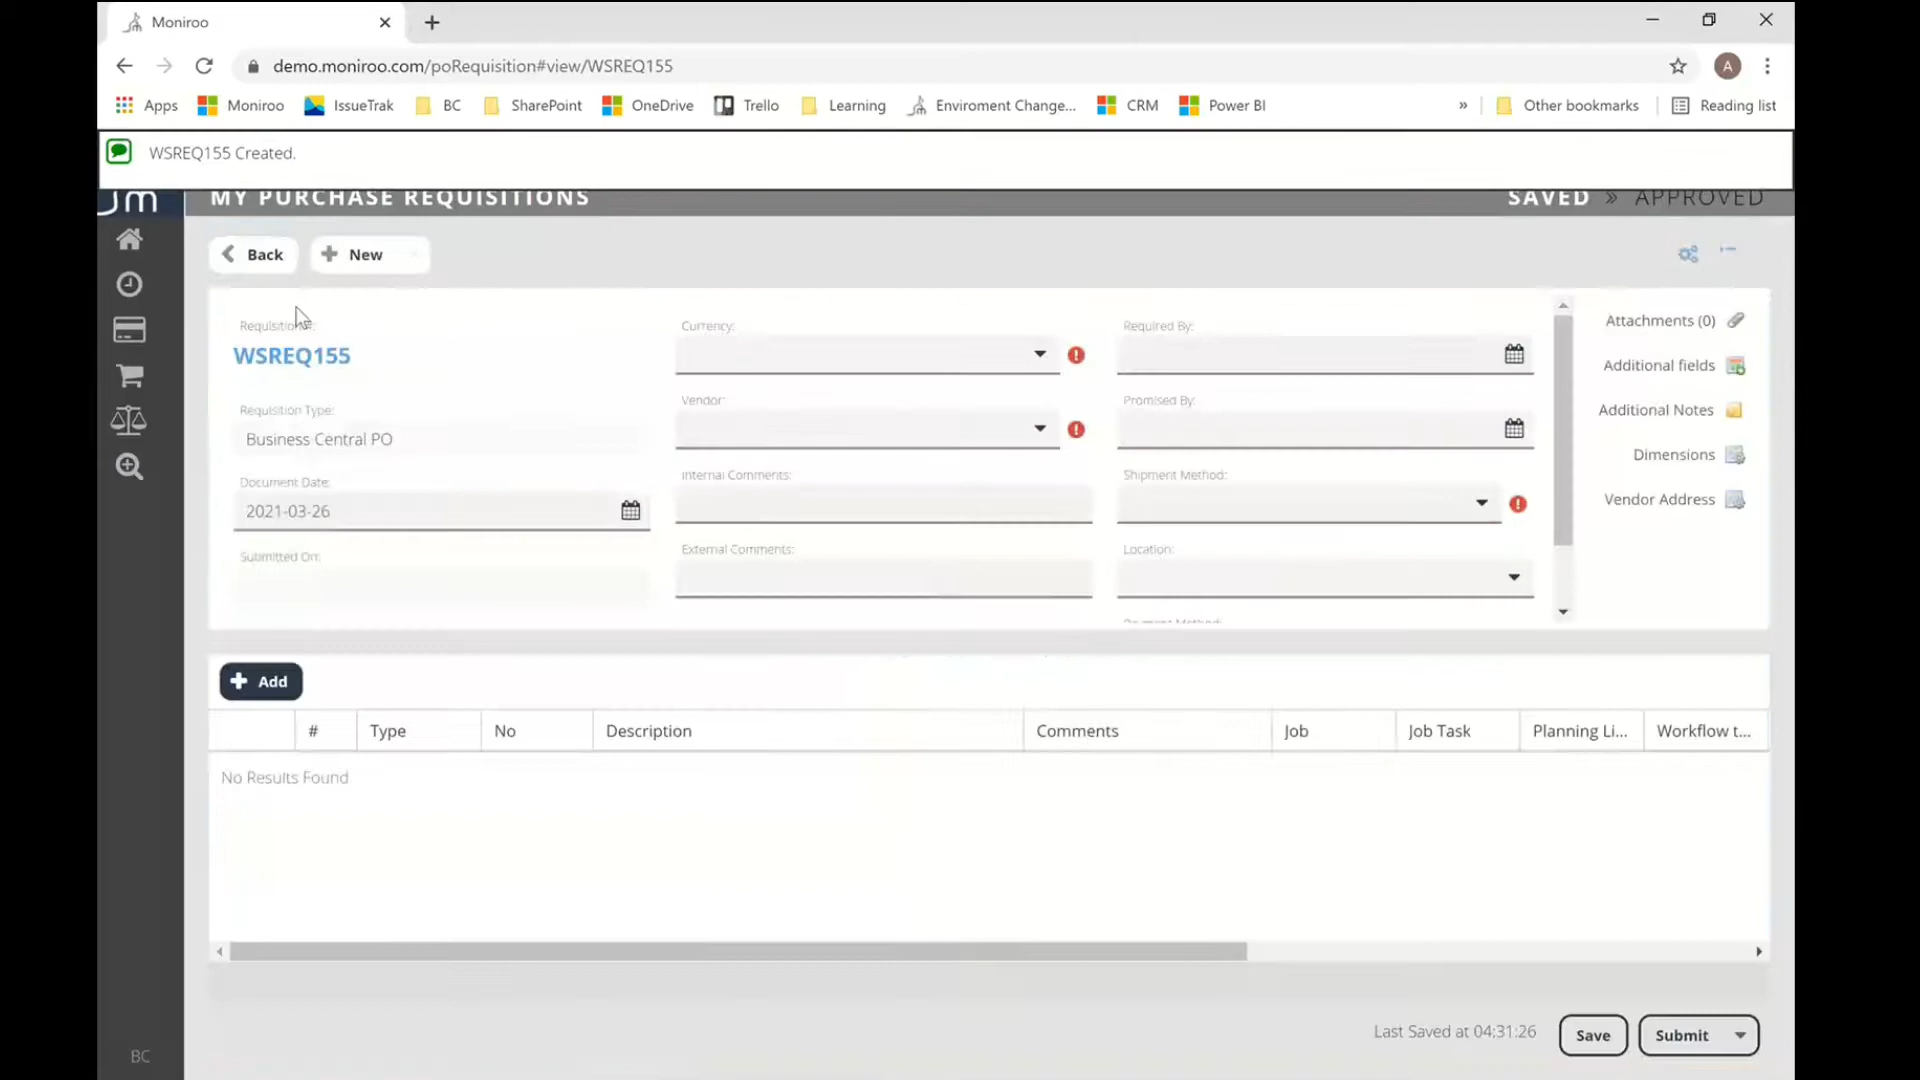 Moniroo
demo.moniroo.com/poRequisition#view/WSREQ155
A
Apps
Moniroo
IssueTrak
BC
SharePoint
OneDrive
Trello
Learning
Enviroment Change...
CRM
Power BI
»
Other bookmarks
Reading list
WSREQ155 Created.
MY PURCHASE REQUISITIONS
SAVED » APPROVED
Back
New
Requisition #:
WSREQ155
Requisition Type:
Business Central PO
Document Date:
2021-03-26
Submitted On:
Currency:
Vendor:
Internal Comments:
External Comments:
Required By:
Promised By:
Shipment Method:
Location:
Payment Method:
Attachments (0)
Additional fields
Additional Notes
Dimensions
Vendor Address
Add
# Type No Description Comments Job Job Task Planning Li... Workflow t...
No Results Found
Last Saved at 04:31:26
Save
Submit
BC